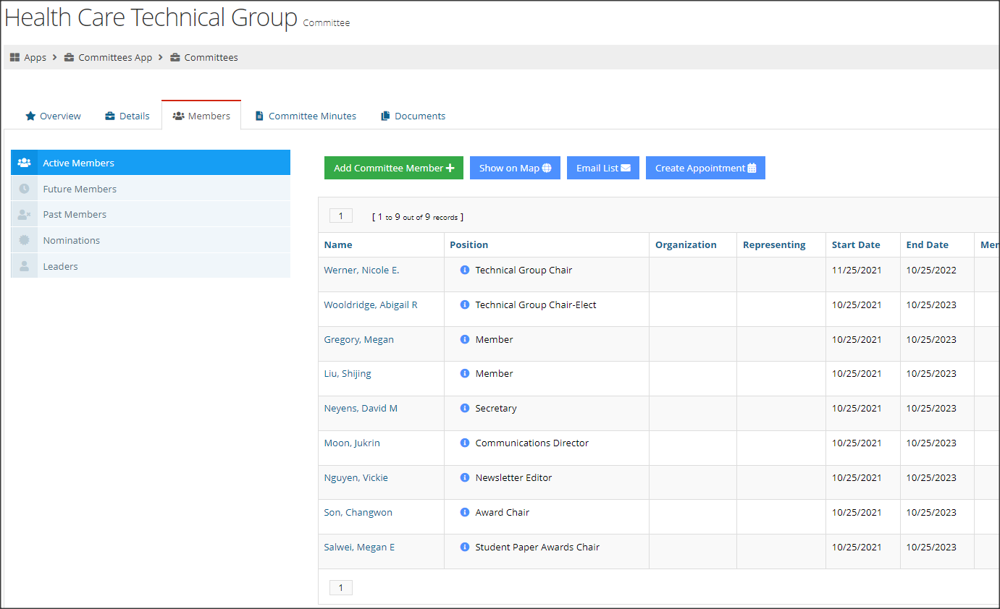 Health Care Technical Group Committee
Apps > Committees App > Committees
Overview Details Members Committee Minutes Documents
Active Members
Future Members
Past Members
Nominations
Leaders
Add Committee Member Show on Map Email List Create Appointment
1 [ 1 to 9 out of 9 records ]
Name Position Organization Representing Start Date End Date Mer
Werner, Nicole E. Technical Group Chair 11/25/2021 10/25/2022
Wooldridge, Abigail R Technical Group Chair-Elect 10/25/2021 10/25/2023
Gregory, Megan Member 10/25/2021 10/25/2023
Liu, Shijing Member 10/25/2021 10/25/2023
Neyens, David M Secretary 10/25/2021 10/25/2023
Moon, Jukrin Communications Director 10/25/2021 10/25/2023
Nguyen, Vickie Newsletter Editor 10/25/2021 10/25/2023
Son, Changwon Award Chair 10/25/2021 10/25/2023
Salwei, Megan E Student Paper Awards Chair 10/25/2021 10/25/2023
1